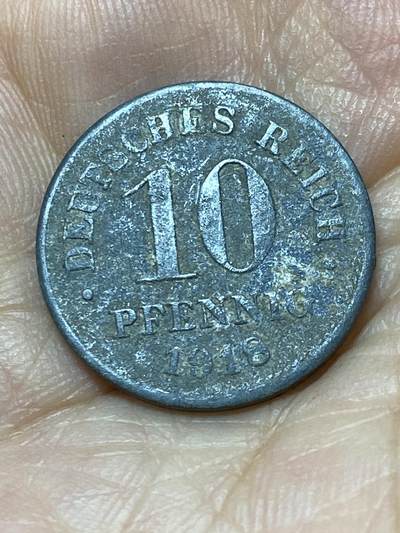 DEUTSCHES REICH
10
PFENNIG
1918